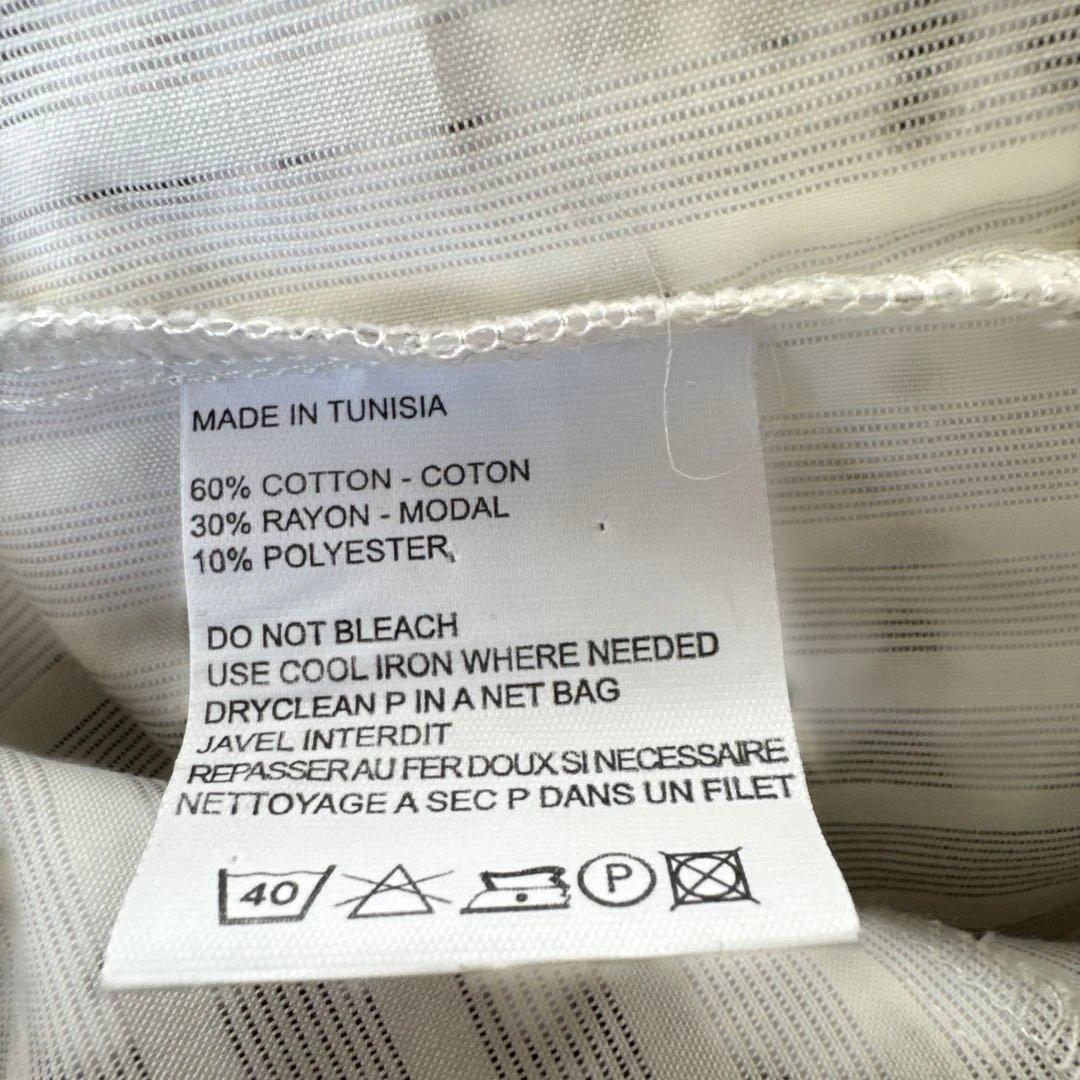 MADE IN TUNISIA
60% COTTON - COTON
30% RAYON - MODAL
10% POLYESTER
DO NOT BLEACH
USE COOL IRON WHERE NEEDED
DRYCLEAN P IN A NET BAG
JAVEL INTERDIT
REPASSER AU FER DOUX SI NECESSAIRE
NETTOYAGE A SEC P DANS UN FILET
40 P